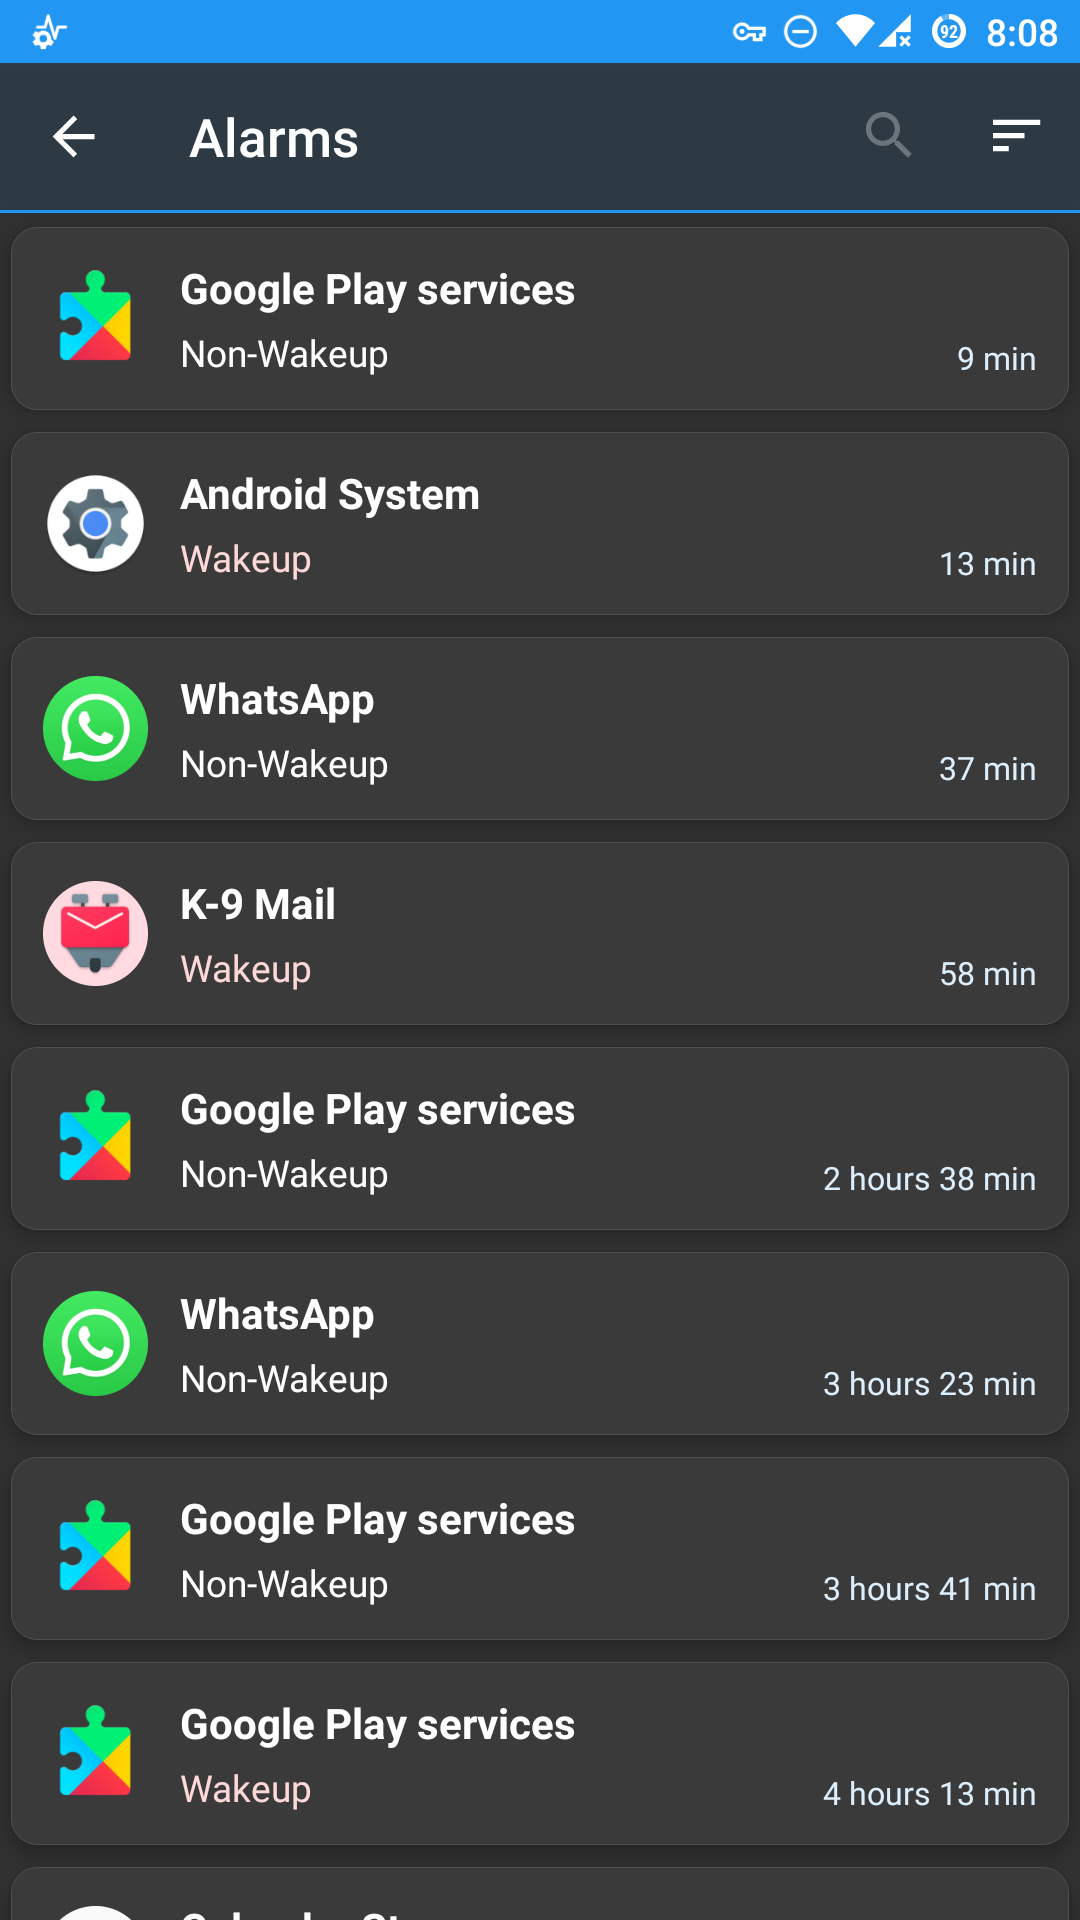 92 8:08
Alarms
Google Play services
Non-Wakeup
9 min
Android System
Wakeup
13 min
WhatsApp
Non-Wakeup
37 min
K-9 Mail
Wakeup
58 min
Google Play services
Non-Wakeup
2 hours 38 min
WhatsApp
Non-Wakeup
3 hours 23 min
Google Play services
Non-Wakeup
3 hours 41 min
Google Play services
Wakeup
4 hours 13 min